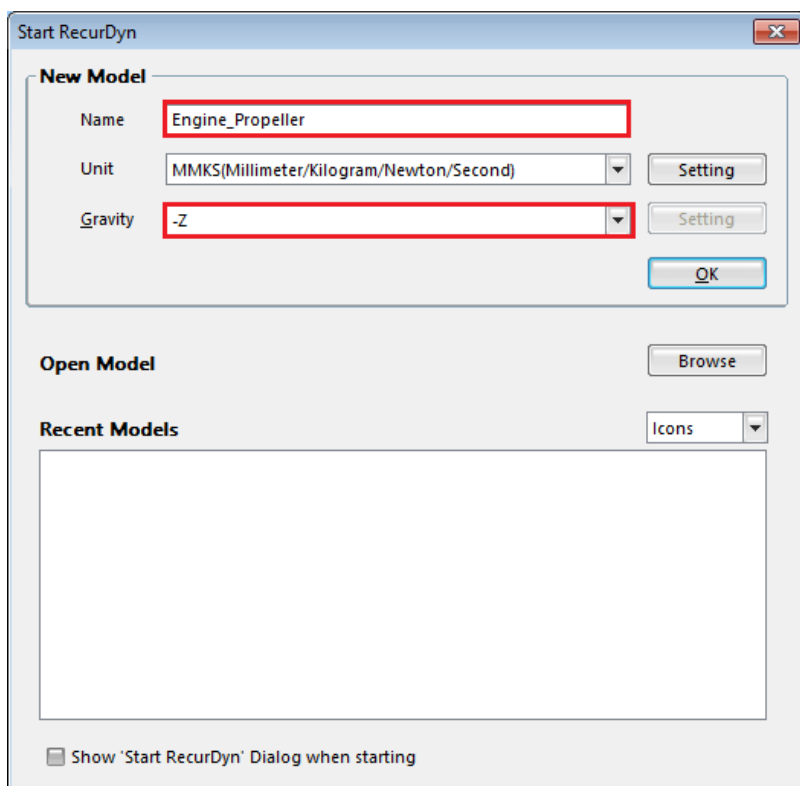 Start RecurDyn
New Model
Name Engine_Propeller
Unit MMKS(Millimeter/Kilogram/Newton/Second) Setting
Gravity -Z Setting
OK
Open Model Browse
Recent Models Icons
Show 'Start RecurDyn' Dialog when starting